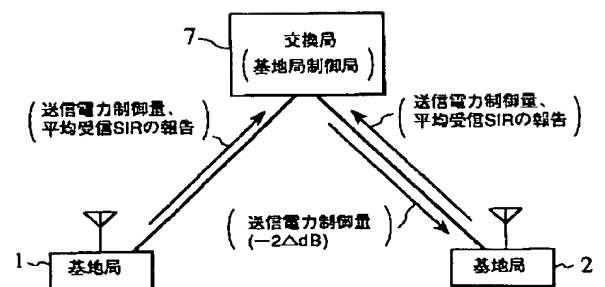 7
交換局
(基地局制御局)
(送信電力制御量、
平均受信SIRの報告)
(送信電力制御量、
平均受信SIRの報告)
(送信電力制御量
(−2△dB))
1
基地局
基地局
2